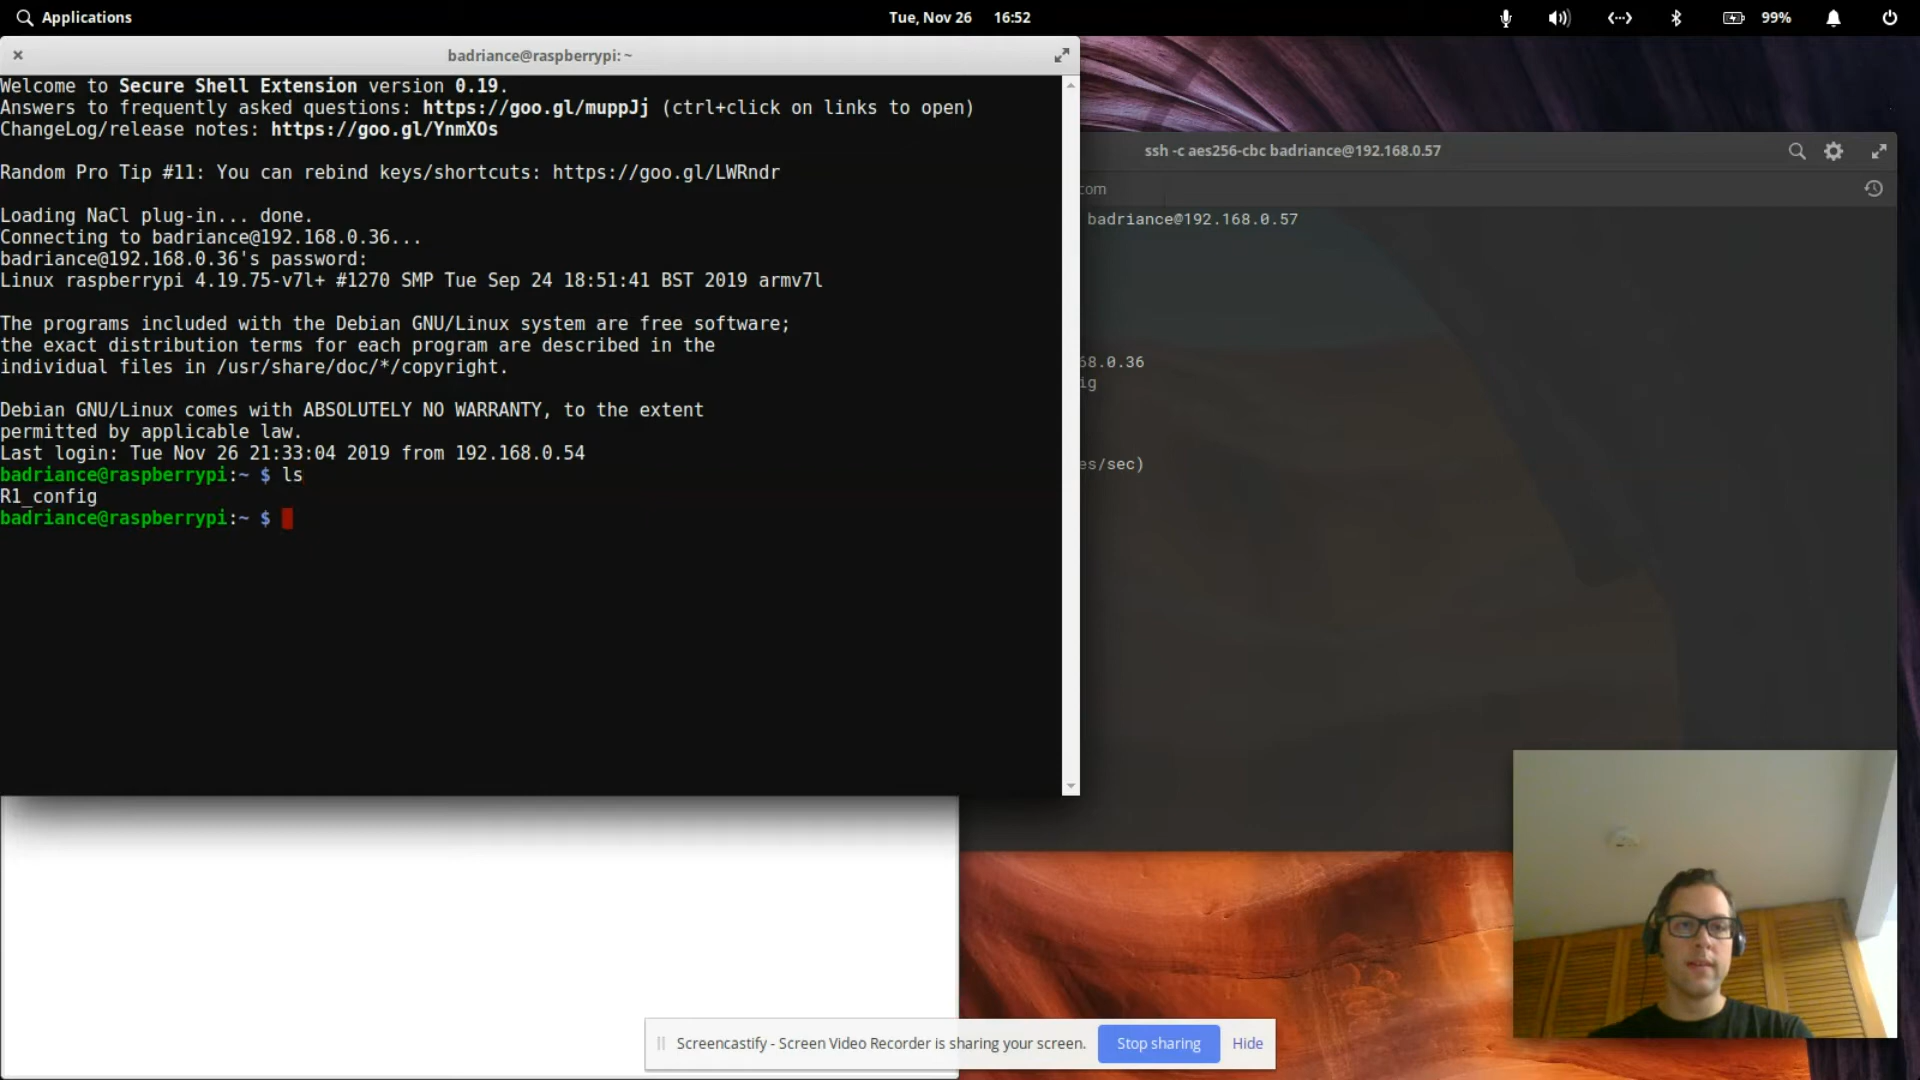 Applications
Tue, Nov 26 16:52
99%
badriance@raspberrypi: ~
Welcome to Secure Shell Extension version 0.19.
Answers to frequently asked questions: https://goo.gl/muppJj (ctrl+click on links to open)
ChangeLog/release notes: https://goo.gl/YnmXOs
Random Pro Tip #11: You can rebind keys/shortcuts: https://goo.gl/LWRndr
Loading NaCl plug-in... done.
Connecting to badriance@192.168.0.36...
badriance@192.168.0.36's password:
Linux raspberrypi 4.19.75-v7l+ #1270 SMP Tue Sep 24 18:51:41 BST 2019 armv7l
The programs included with the Debian GNU/Linux system are free software;
the exact distribution terms for each program are described in the
individual files in /usr/share/doc/*/copyright.
Debian GNU/Linux comes with ABSOLUTELY NO WARRANTY, to the extent
permitted by applicable law.
Last login: Tue Nov 26 21:33:04 2019 from 192.168.0.54
badriance@raspberrypi:~ $ ls
R1_config
badriance@raspberrypi:~ $
ssh -c aes256-cbc badriance@192.168.0.57
com
badriance@192.168.0.57
68.0.36
ig
es/sec)
Screencastify - Screen Video Recorder is sharing your screen.
Stop sharing
Hide